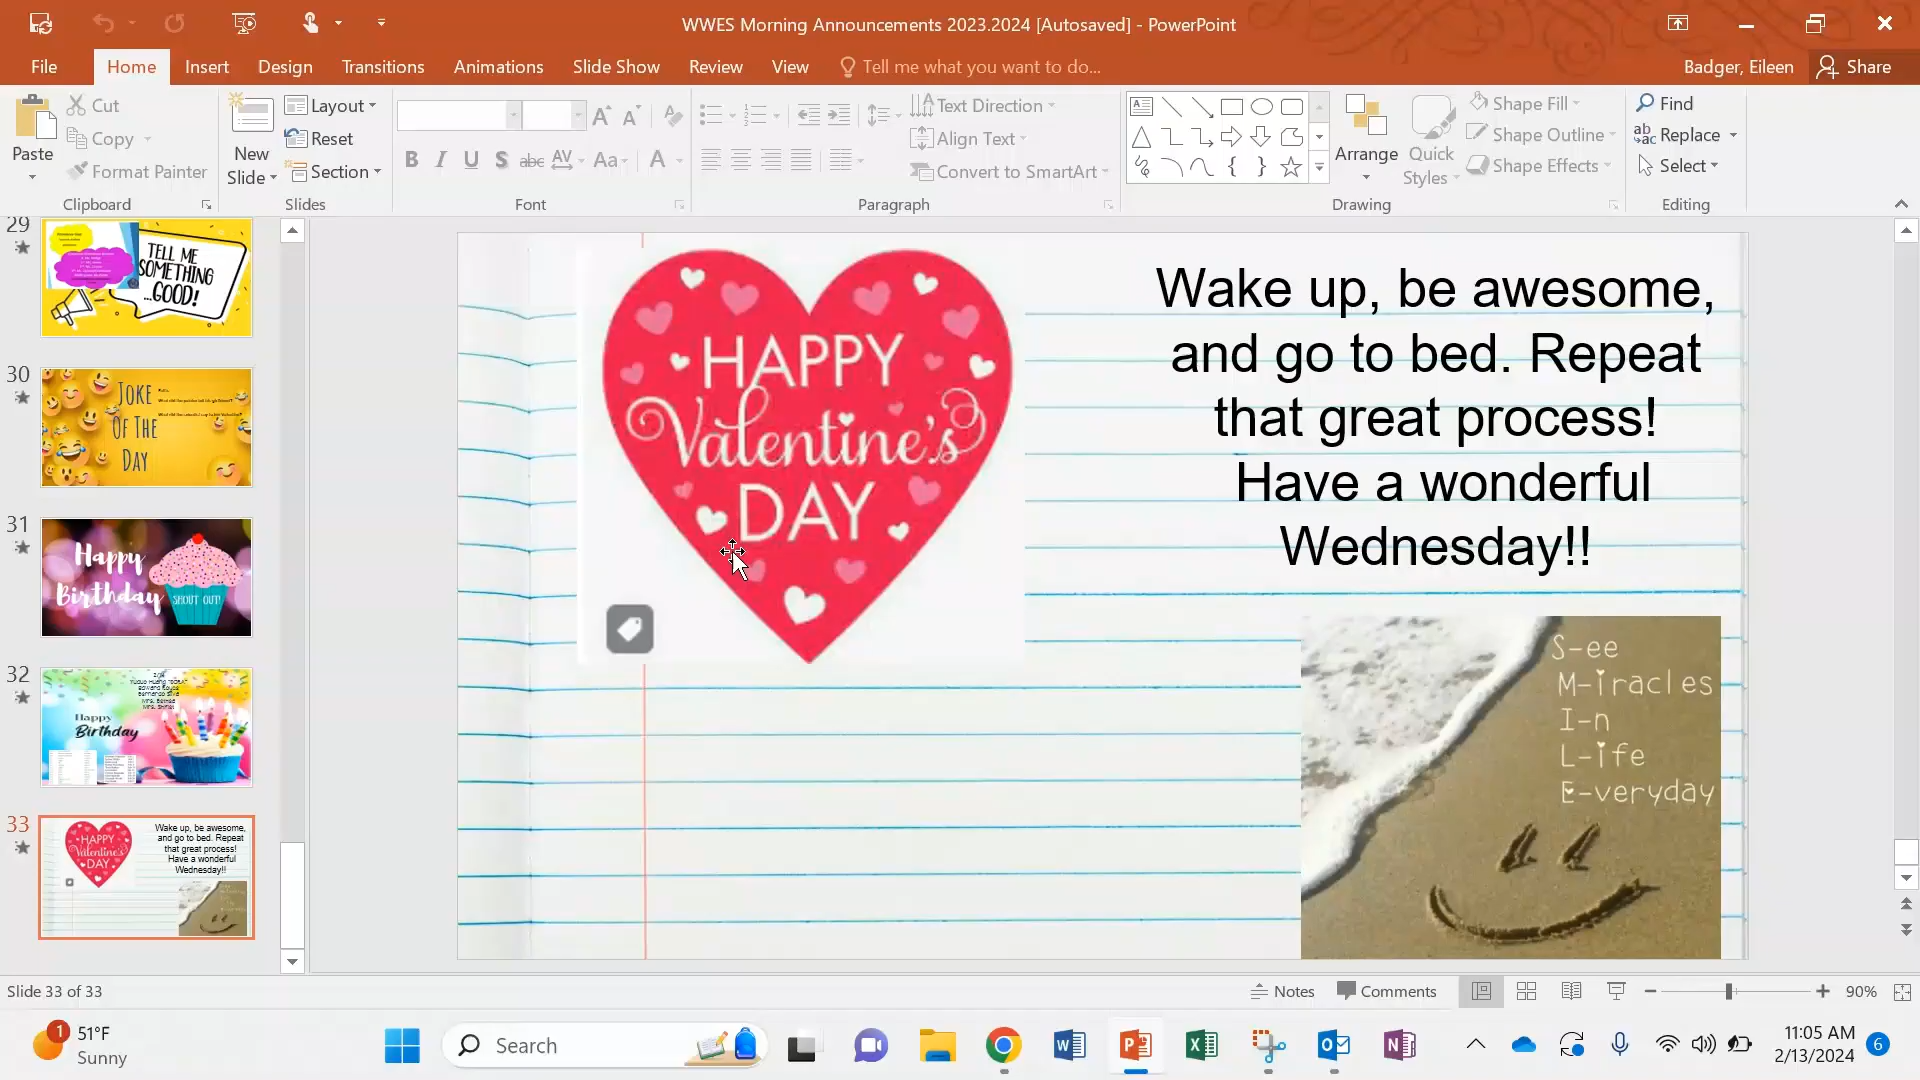 WWES Morning Announcements 2023.2024 [Autosaved] - PowerPoint
File Home Insert Design Transitions Animations Slide Show Review View Tell me what you want to do... Badger, Eileen Share
Paste
Cut
Copy
Format Painter
Clipboard
New Slide
Layout
Reset
Section
Slides
B I U S abc AV Aa A
Font
Text Direction
Align Text
Convert to SmartArt
Paragraph
Arrange
Quick Styles
Shape Fill
Shape Outline
Shape Effects
Drawing
Find
Replace
Select
Editing
29
TELL ME
SOMETHING
...GOOD!
30
JOKE
OF THE
DAY
31
Happy
Birthday
SHOUT OUT!
32
Happy
Birthday
33
HAPPY
Valentine's
DAY
Wake up, be awesome,
and go to bed. Repeat
that great process!
Have a wonderful
Wednesday!!
HAPPY
Valentine's
DAY
Wake up, be awesome,
and go to bed. Repeat
that great process!
Have a wonderful
Wednesday!!
S-ee
M-iracles
I-n
L-ife
E-veryday
Slide 33 of 33
Notes Comments 90%
1
51°F
Sunny
Search
11:05 AM
2/13/2024
6